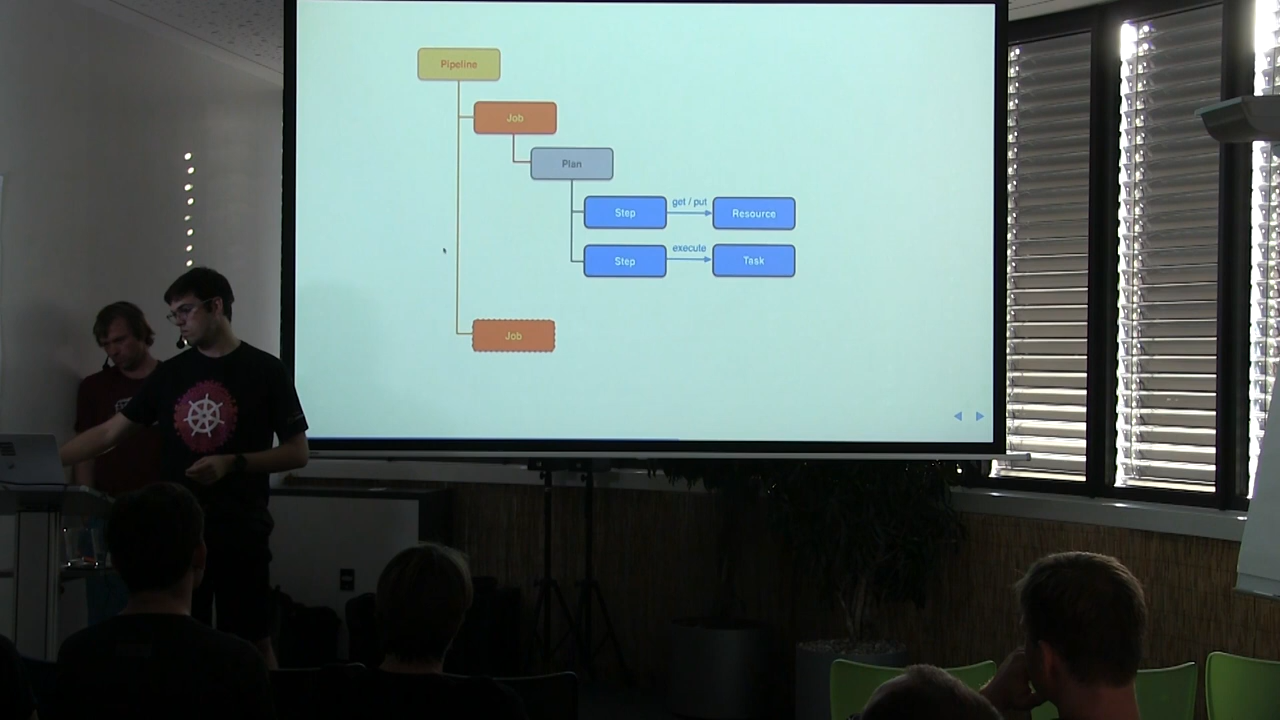 Pipeline
Job
Plan
Step
get / put
Resource
Step
execute
Task
Job